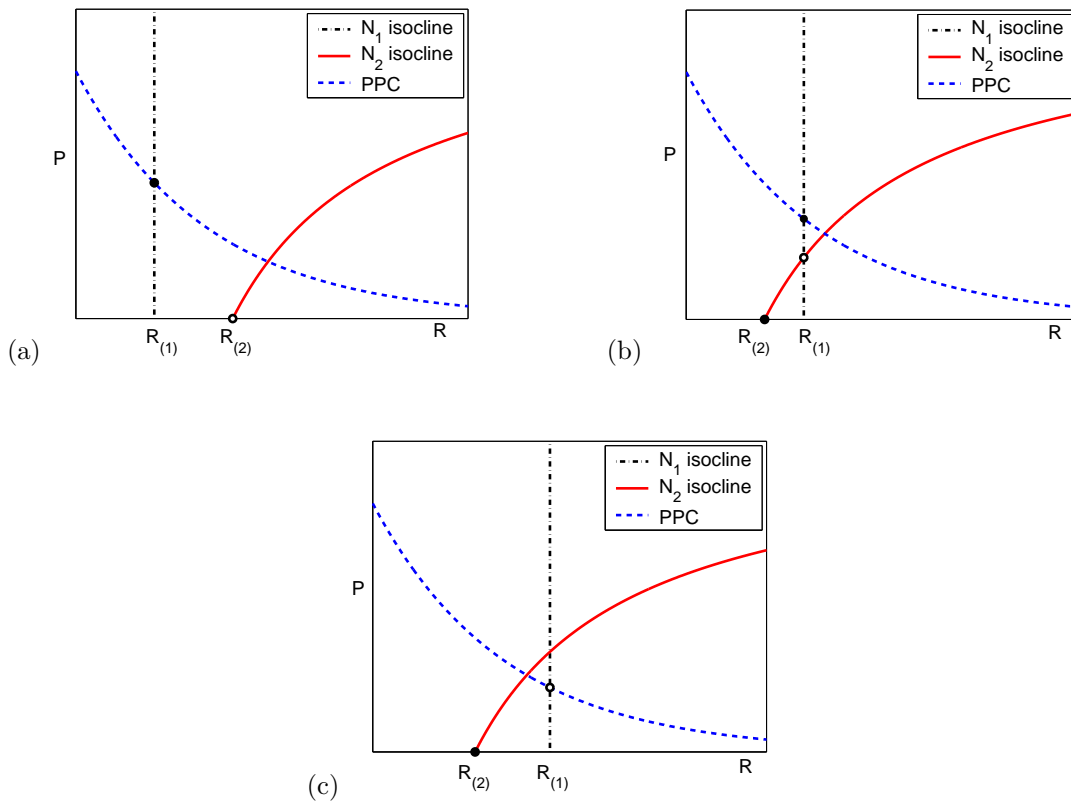 N₁ isocline
N₂ isocline
PPC
P
R₍₁₎
R₍₂₎
R
(a)
N₁ isocline
N₂ isocline
PPC
P
R₍₂₎
R₍₁₎
R
(b)
N₁ isocline
N₂ isocline
PPC
P
R₍₂₎
R₍₁₎
R
(c)